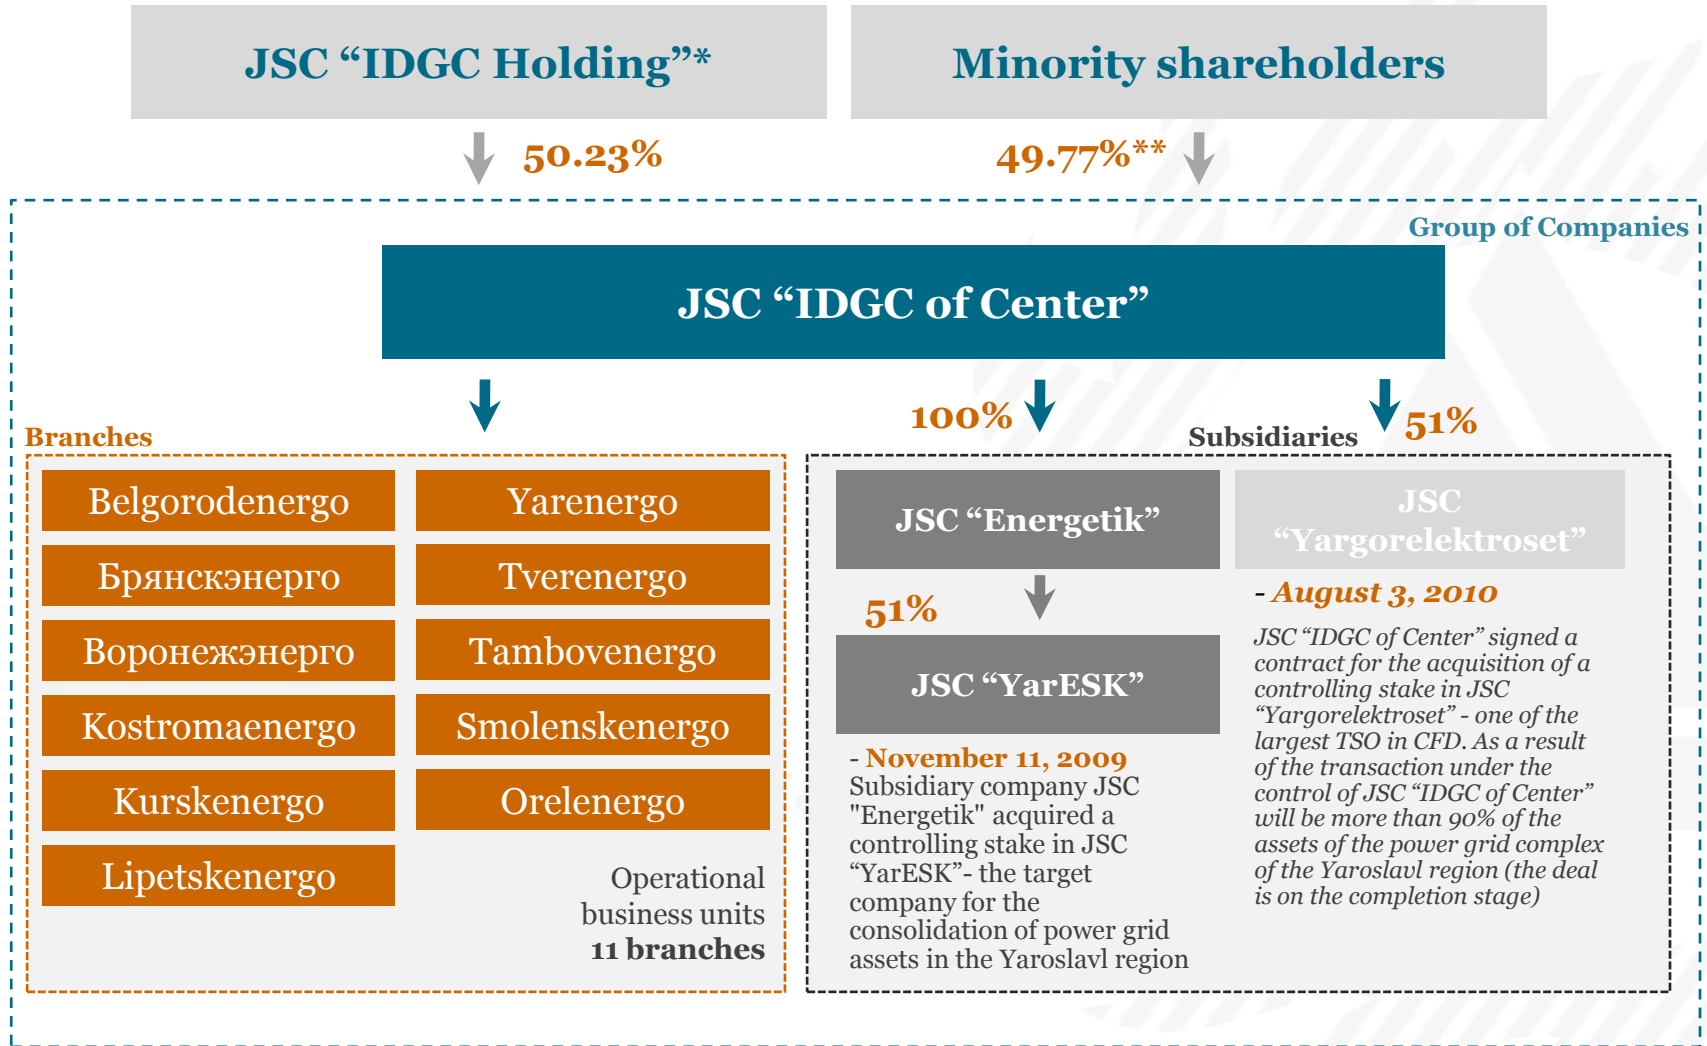 JSC “IDGC Holding”*
Minority shareholders
50.23%
49.77%**
Group of Companies
JSC “IDGC of Center”
100%
51%
Branches
Subsidiaries
Belgorodenergo
Yarenergo
Брянскэнерго
Tverenergo
Воронежэнерго
Tambovenergo
Kostromaenergo
Smolenskenergo
Kurskenergo
Orelenergo
Lipetskenergo
Operational
business units
11 branches
JSC “Energetik”
51%
JSC “YarESK”
- November 11, 2009
Subsidiary company JSC
"Energetik" acquired a
controlling stake in JSC
“YarESK”- the target
company for the
consolidation of power grid
assets in the Yaroslavl region
JSC
“Yargorelektroset”
- August 3, 2010
JSC “IDGC of Center” signed a
contract for the acquisition of a
controlling stake in JSC
“Yargorelektroset” - one of the
largest TSO in CFD. As a result
of the transaction under the
control of JSC “IDGC of Center”
will be more than 90% of the
assets of the power grid complex
of the Yaroslavl region (the deal
is on the completion stage)